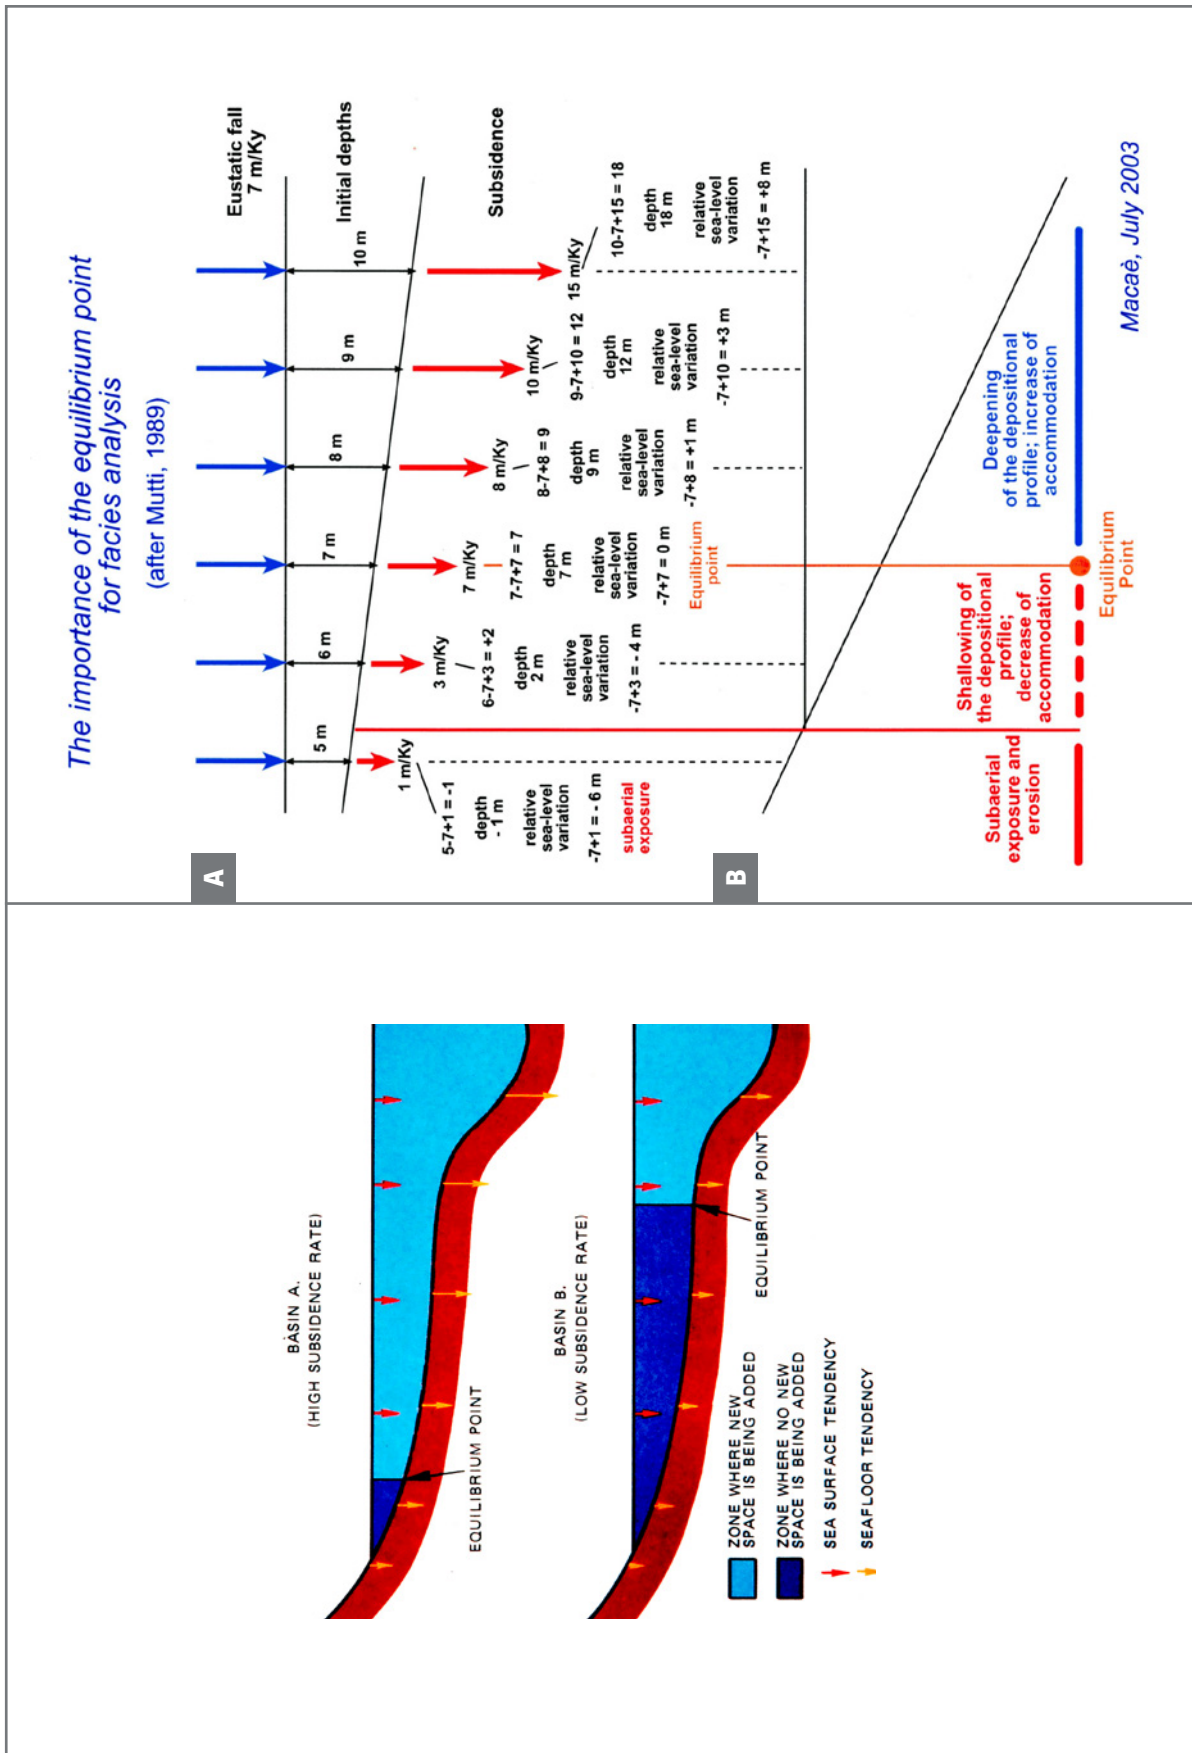 The importance of the equilibrium point
for facies analysis
(after Mutti, 1989)
A
Eustatic fall
7 m/Ky
Initial depths
5 m
6 m
7 m
8 m
9 m
10 m
Subsidence
1 m/Ky
5-7+1 = -1
depth
- 1 m
relative
sea-level
variation
-7+1 = - 6 m
subaerial
exposure
3 m/Ky
6-7+3 = +2
depth
2 m
relative
sea-level
variation
-7+3 = - 4 m
7 m/Ky
7-7+7 = 7
depth
7 m
relative
sea-level
variation
-7+7 = 0 m
Equilibrium
point
8 m/Ky
8-7+8 = 9
depth
9 m
relative
sea-level
variation
-7+8 = +1 m
10 m/Ky
9-7+10 = 12
depth
12 m
relative
sea-level
variation
-7+10 = +3 m
15 m/Ky
10-7+15 = 18
depth
18 m
relative
sea-level
variation
-7+15 = +8 m
B
Subaerial
exposure and
erosion
Shallowing of
the depositional
profile;
decrease of
accommodation
Deepening
of the depositional
profile; increase of
accommodation
Equilibrium
Point
Macaè, July 2003
BASIN A.
(HIGH SUBSIDENCE RATE)
EQUILIBRIUM POINT
BASIN B.
(LOW SUBSIDENCE RATE)
EQUILIBRIUM POINT
ZONE WHERE NEW
SPACE IS BEING ADDED
ZONE WHERE NO NEW
SPACE IS BEING ADDED
SEA SURFACE TENDENCY
SEAFLOOR TENDENCY